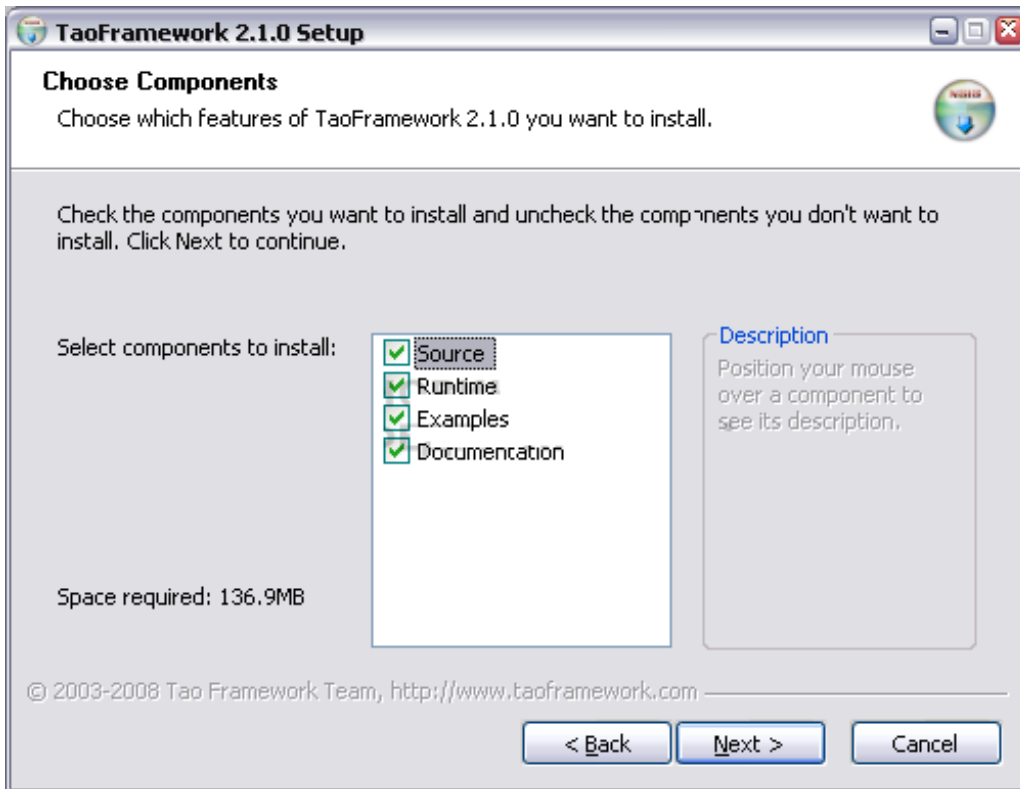 TaoFramework 2.1.0 Setup
Choose Components
Choose which features of TaoFramework 2.1.0 you want to install.
Check the components you want to install and uncheck the components you don't want to
install. Click Next to continue.
Select components to install:
Source
Runtime
Examples
Documentation
Description
Position your mouse
over a component to
see its description.
Space required: 136.9MB
© 2003-2008 Tao Framework Team, http://www.taoframework.com
< Back
Next >
Cancel